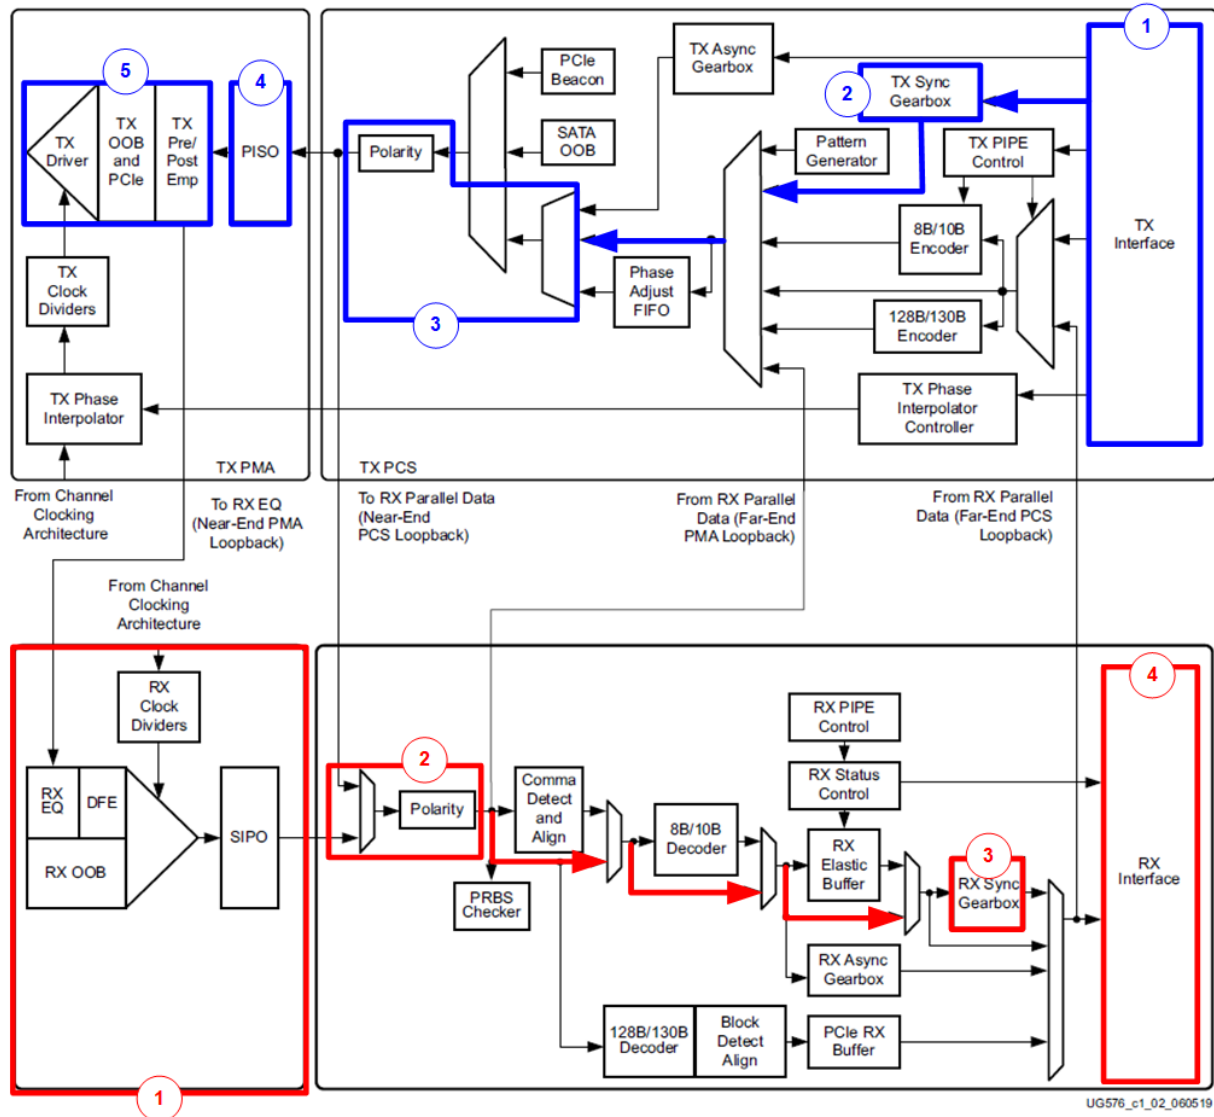 1
5
4
TX Async
Gearbox
PCIe
Beacon
2
TX Sync
Gearbox
TX
Driver
TX
OOB
and
PCIe
TX
Pre/
Post
Emp
PISO
Polarity
SATA
OOB
Pattern
Generator
TX PIPE
Control
TX
Interface
8B/10B
Encoder
TX
Clock
Dividers
Phase
Adjust
FIFO
3
128B/130B
Encoder
TX Phase
Interpolator
TX Phase
Interpolator
Controller
TX PMA
TX PCS
From Channel
Clocking
Architecture
To RX EQ
(Near-End PMA
Loopback)
To RX Parallel Data
(Near-End
PCS Loopback)
From RX Parallel
Data (Far-End
PMA Loopback)
From RX Parallel
Data (Far-End PCS
Loopback)
From Channel
Clocking
Architecture
RX
Clock
Dividers
4
RX PIPE
Control
2
RX
EQ
DFE
RX OOB
SIPO
Polarity
Comma
Detect
and
Align
RX Status
Control
8B/10B
Decoder
RX
Elastic
Buffer
3
RX Sync
Gearbox
RX
Interface
PRBS
Checker
RX Async
Gearbox
128B/130B
Decoder
Block
Detect
Align
PCIe RX
Buffer
1
UG576_c1_02_060519